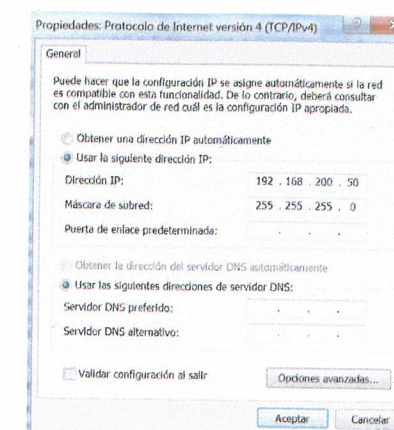 Propiedades: Protocolo de Internet versión 4 (TCP/IPv4)
General
Puede hacer que la configuración IP se asigne automáticamente si la red
es compatible con esta funcionalidad. De lo contrario, deberá consultar
con el administrador de red cuál es la configuración IP apropiada.
Obtener una dirección IP automáticamente
Usar la siguiente dirección IP:
Dirección IP: 192 . 168 . 200 . 50
Máscara de subred: 255 . 255 . 255 . 0
Puerta de enlace predeterminada: . . .
Obtener la dirección del servidor DNS automáticamente
Usar las siguientes direcciones de servidor DNS:
Servidor DNS preferido: . . .
Servidor DNS alternativo: . . .
Validar configuración al salir
Opciones avanzadas...
Aceptar Cancelar